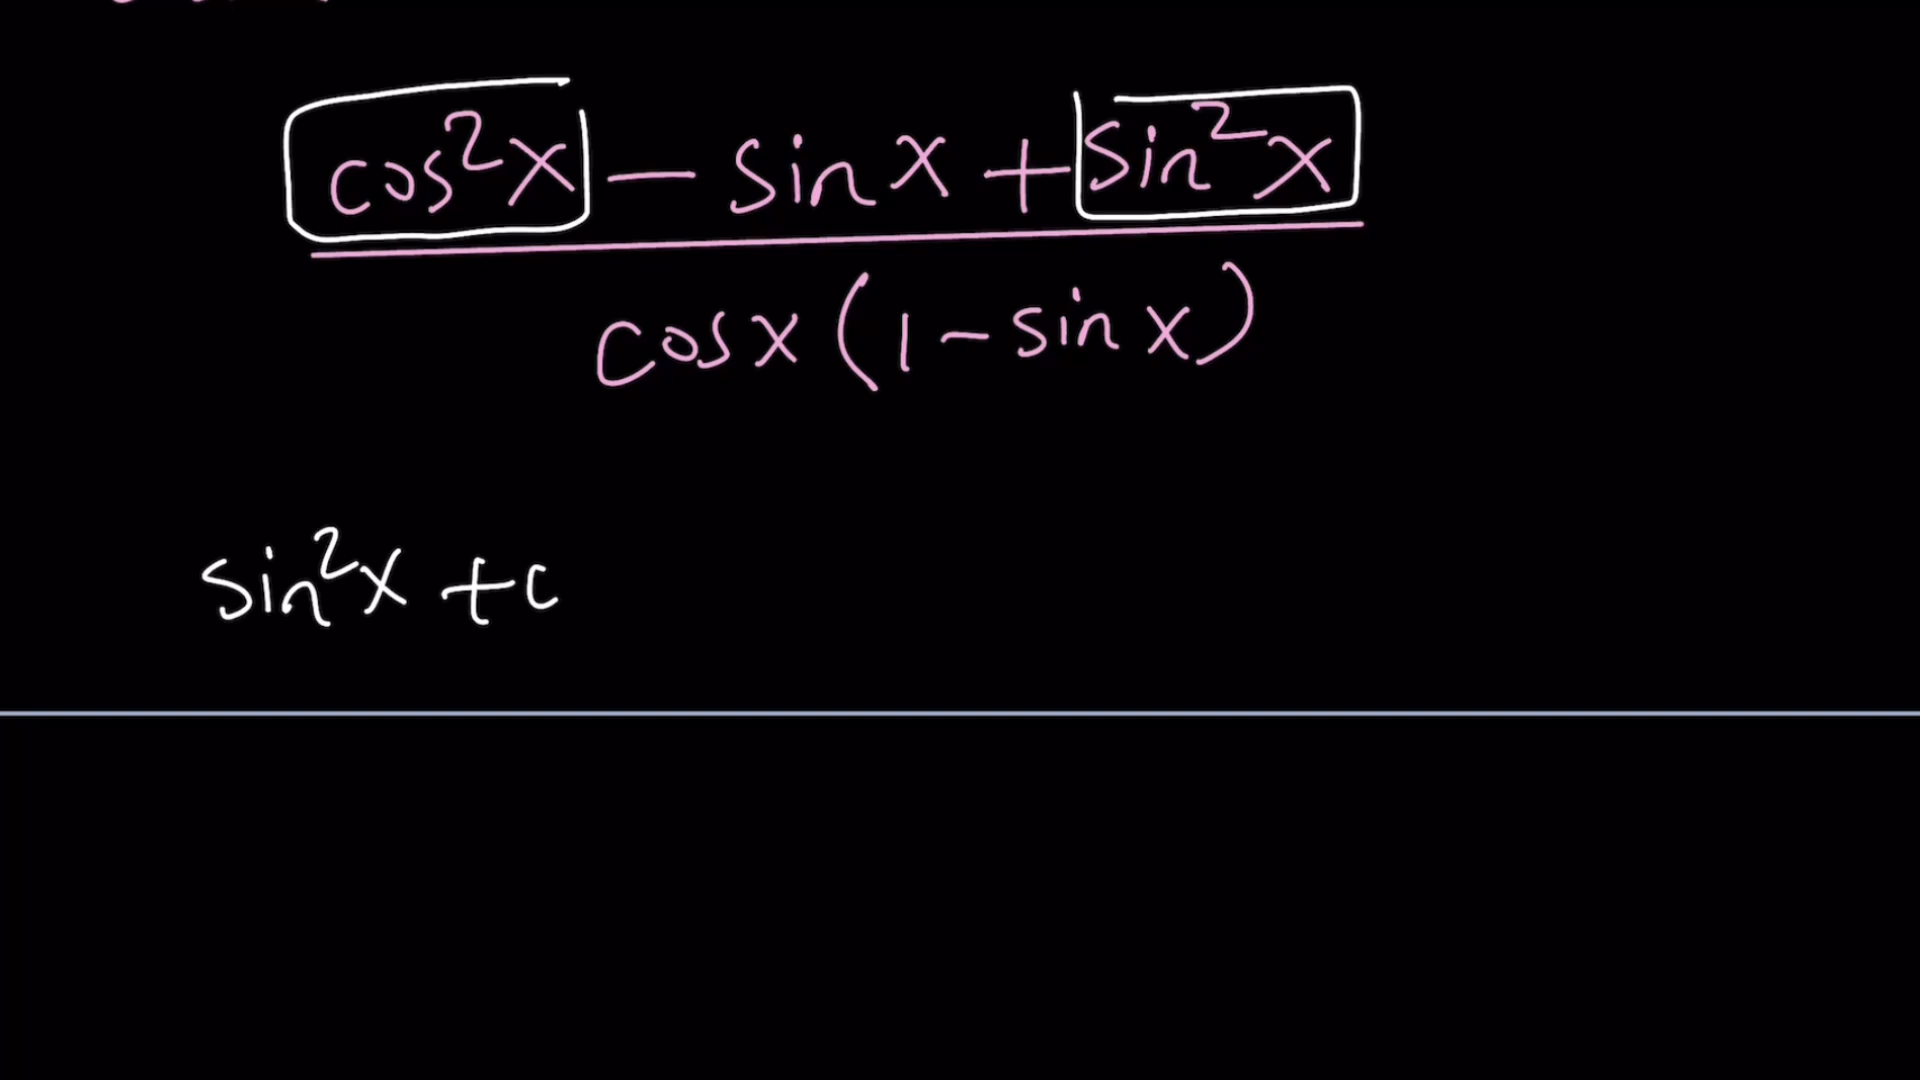 cos²x − sin x + sin²x
cos x (1 − sin x)
sin²x + c